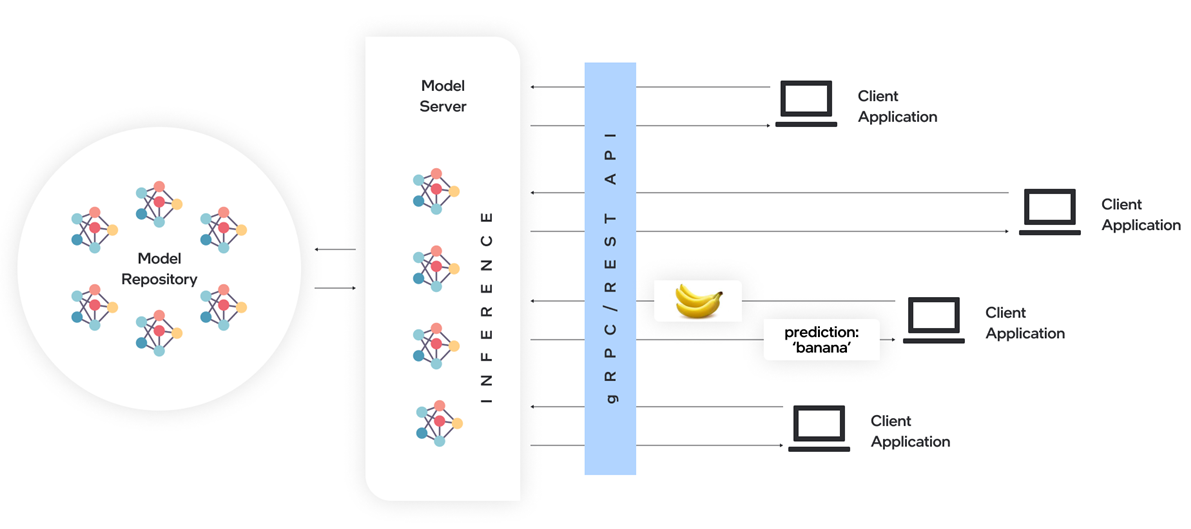 Model
Repository
Model
Server
INFERENCE
gRPC/REST API
Client
Application
Client
Application
prediction:
‘banana’
Client
Application
Client
Application